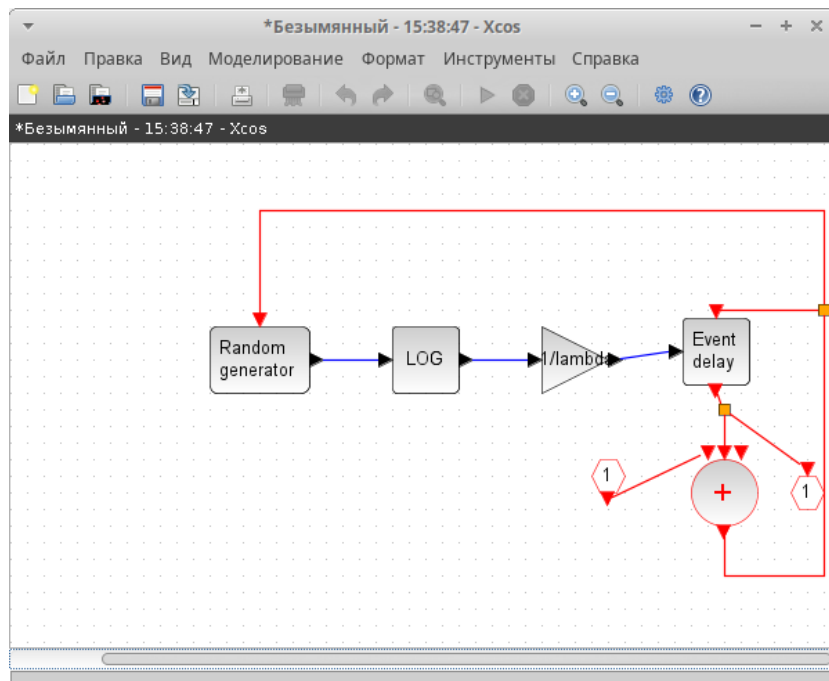 *Безымянный - 15:38:47 - Xcos
Файл Правка Вид Моделирование Формат Инструменты Справка
*Безымянный - 15:38:47 - Xcos
Random
generator
LOG
1/lambda
Event
delay
1
+
1